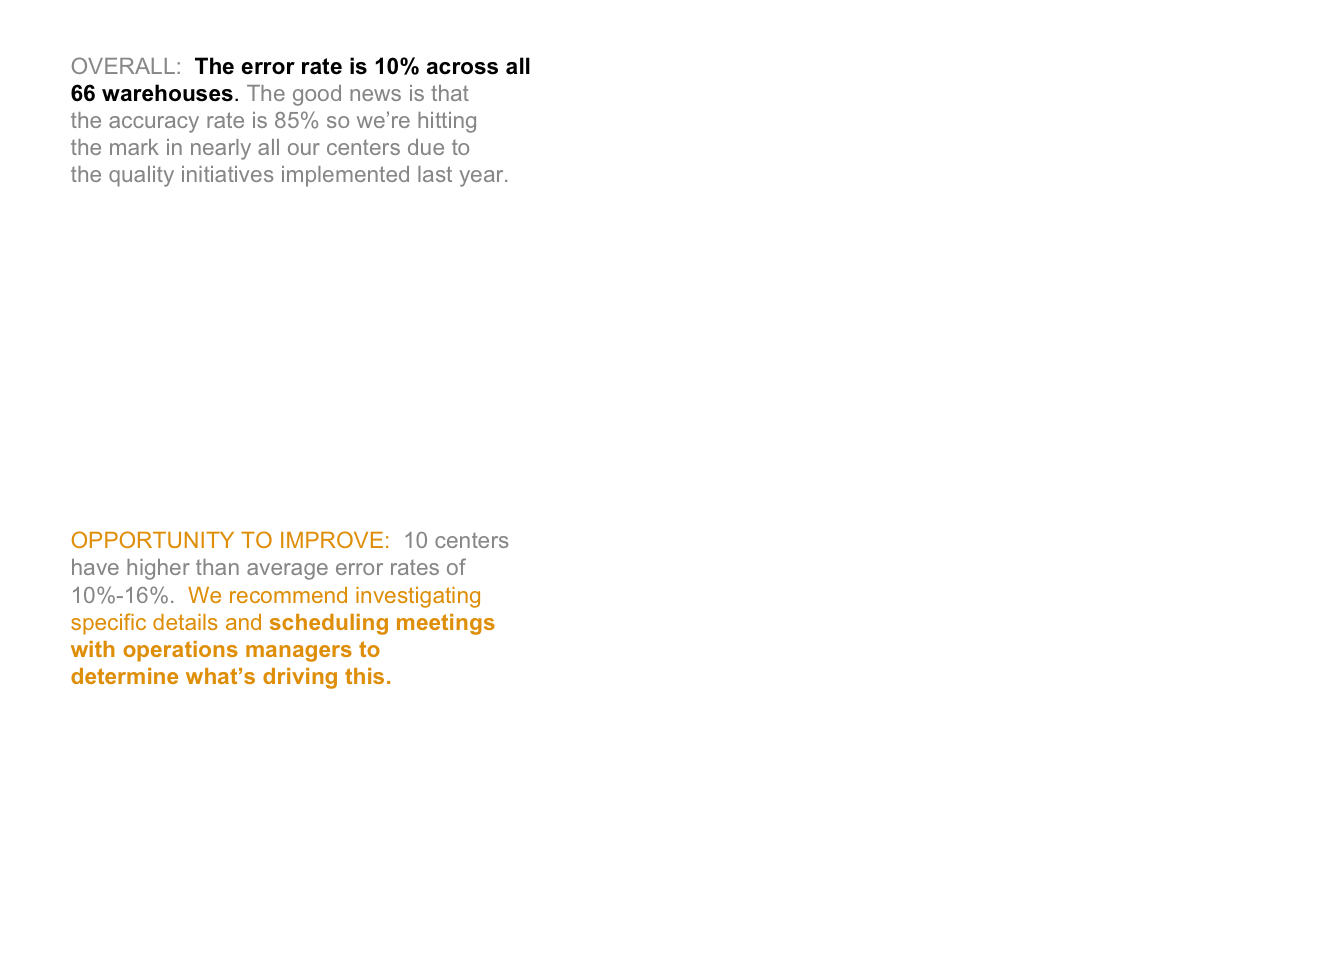 OVERALL:  The error rate is 10% across all
66 warehouses. The good news is that
the accuracy rate is 85% so we’re hitting
the mark in nearly all our centers due to
the quality initiatives implemented last year.
OPPORTUNITY TO IMPROVE:  10 centers
have higher than average error rates of
10%-16%.  We recommend investigating
specific details and scheduling meetings
with operations managers to
determine what’s driving this.